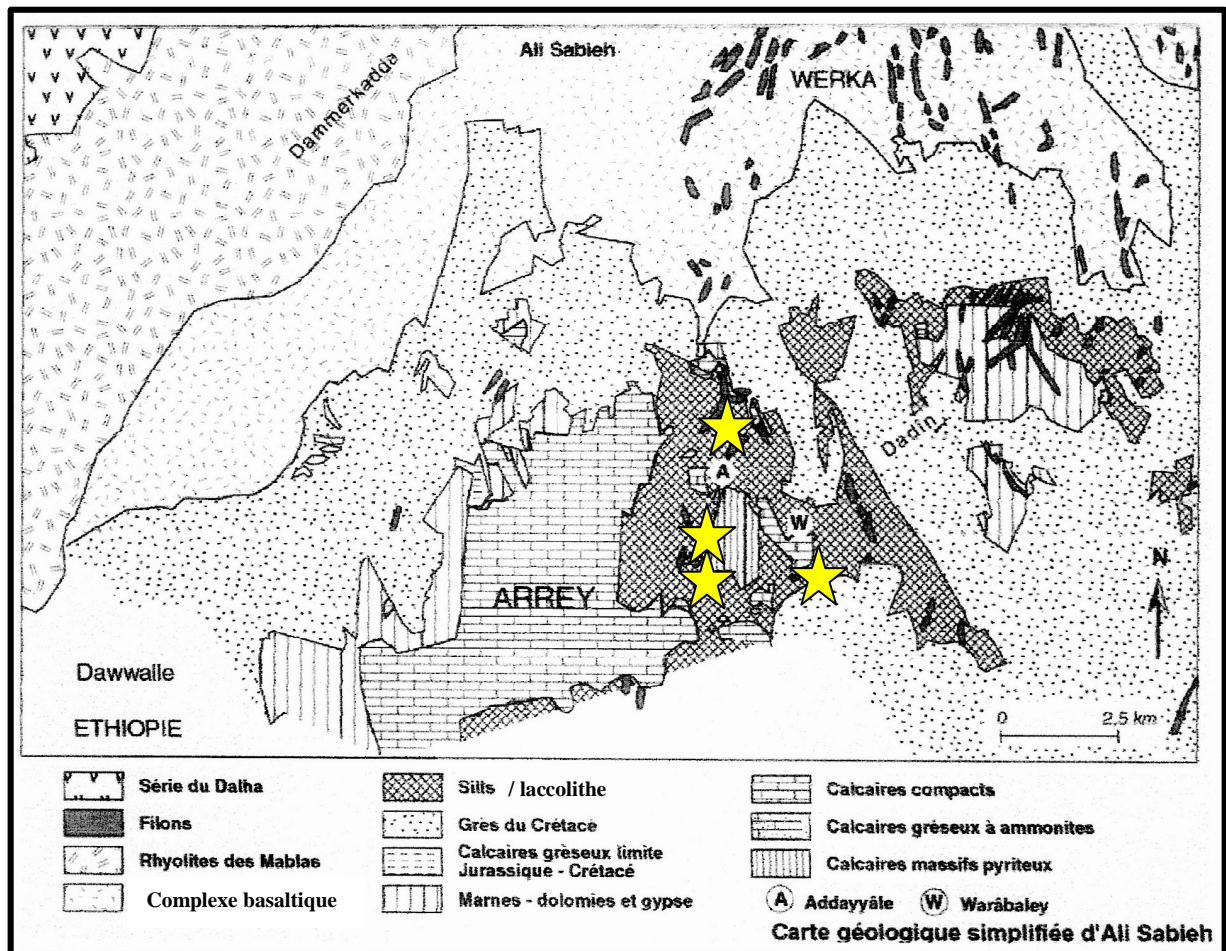 Ali Sabieh
WERKA
Dammerkadda
Dadin
A
W
ARREY
N
Dawwalle
ETHIOPIE
0 2,5 km
Série du Dalha
Filons
Rhyolites des Mablas
Complexe basaltique
Sills / laccolithe
Grès du Crétacé
Calcaires grèseux limite
Jurassique - Crétacé
Marnes - dolomies et gypse
Calcaires compacts
Calcaires grèseux à ammonites
Calcaires massifs pyriteux
A Addayyâle W Warâbaley
Carte géologique simplifiée d'Ali Sabieh